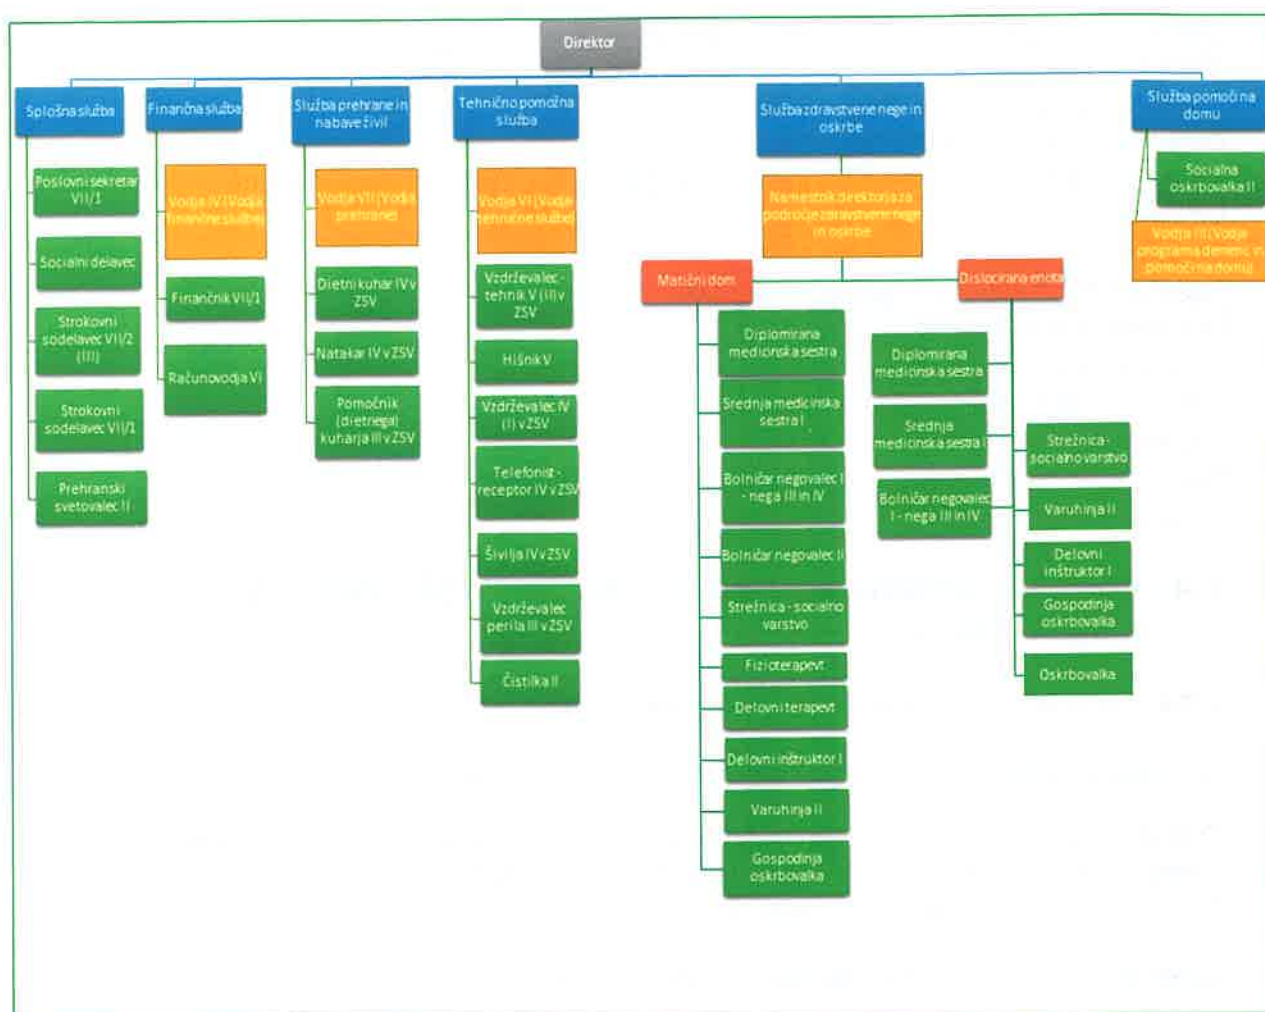 Direktor
Splošna služba
Finančna služba
Služba prehrane in
nabave živil
Tehnično pomožna
služba
Služba zdravstvene nege in
oskrbe
Služba pomoči na
domu
Poslovni sekretar
VII/1
Socialni delavec
Strokovni
sodelavec VII/2
(III)
Strokovni
sodelavec VII/1
Prehranski
svetovalec II
Vodja IV (Vodja
finančne službe)
Finančnik VII/1
Računovodja VI
Vodja VII (Vodja
prehrane)
Dietni kuhar IV v
ZSV
Natakar IV v ZSV
Pomočnik
(dietnega)
kuharja III v ZSV
Vodja VI (Vodja
tehnične službe)
Vzdrževalec -
tehnik V (II) v
ZSV
Hišnik V
Vzdrževalec IV
(I) v ZSV
Telefonist -
receptor IV v ZSV
Šivilja IV v ZSV
Vzdrževalec
perila III v ZSV
Čistilka II
Namestnik direktorja za
področje zdravstvene nege
in oskrbe
Matični dom
Diplomirana
medicinska sestra
Srednja medicinska
sestra I
Bolničar negovalec I
- nega III in IV
Bolničar negovalec II
Strežnica - socialno
varstvo
Fizioterapevt
Delovni terapevt
Delovni inštruktor I
Varuhinja II
Gospodinja
oskrbovalka
Dislocirana enota
Diplomirana
medicinska sestra
Srednja
medicinska sestra I
Bolničar negovalec
I - nega III in IV
Strežnica -
socialno varstvo
Varuhinja II
Delovni
inštruktor I
Gospodinja
oskrbovalka
Oskrbovalka
Socialna
oskrbovalka II
Vodja III (Vodja
programa demenc in
pomoči na domu)